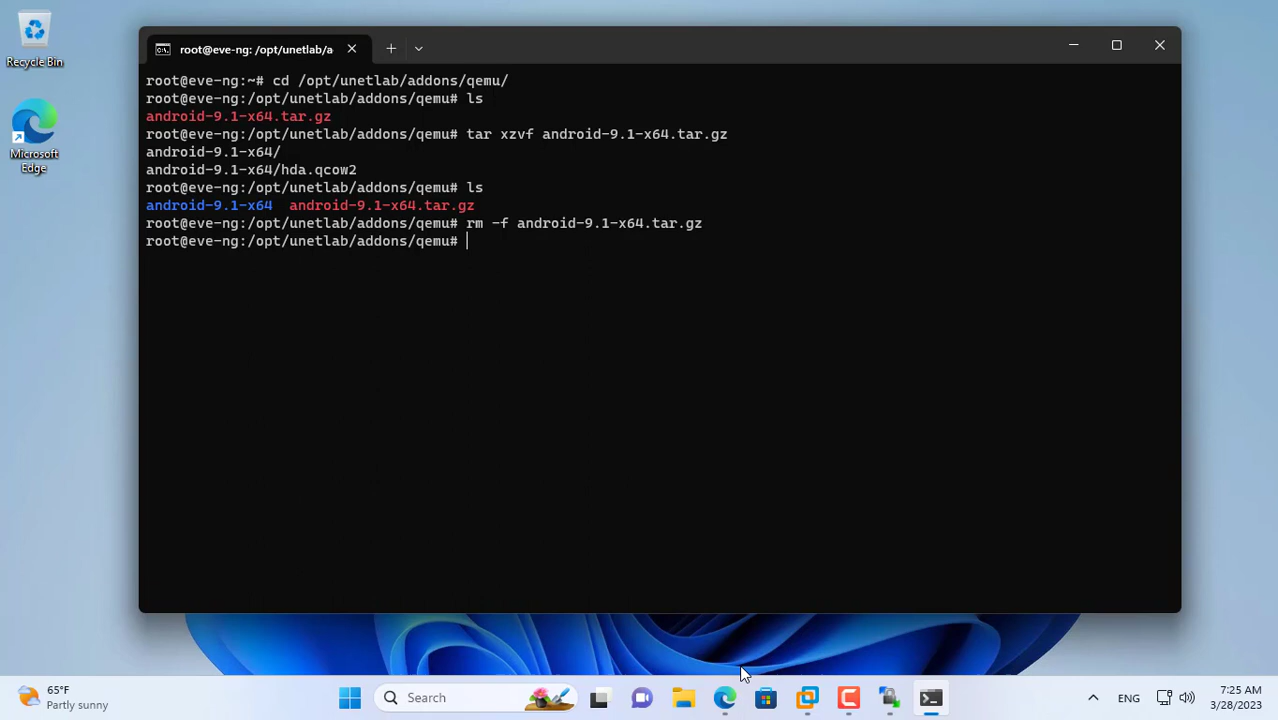 Recycle Bin
Microsoft
Edge
root@eve-ng: /opt/unetlab/a
root@eve-ng:~# cd /opt/unetlab/addons/qemu/
root@eve-ng:/opt/unetlab/addons/qemu# ls
android-9.1-x64.tar.gz
root@eve-ng:/opt/unetlab/addons/qemu# tar xzvf android-9.1-x64.tar.gz
android-9.1-x64/
android-9.1-x64/hda.qcow2
root@eve-ng:/opt/unetlab/addons/qemu# ls
android-9.1-x64  android-9.1-x64.tar.gz
root@eve-ng:/opt/unetlab/addons/qemu# rm -f android-9.1-x64.tar.gz
root@eve-ng:/opt/unetlab/addons/qemu#
65°F
Partly sunny
Search
ENG
7:25 AM
3/28/2023